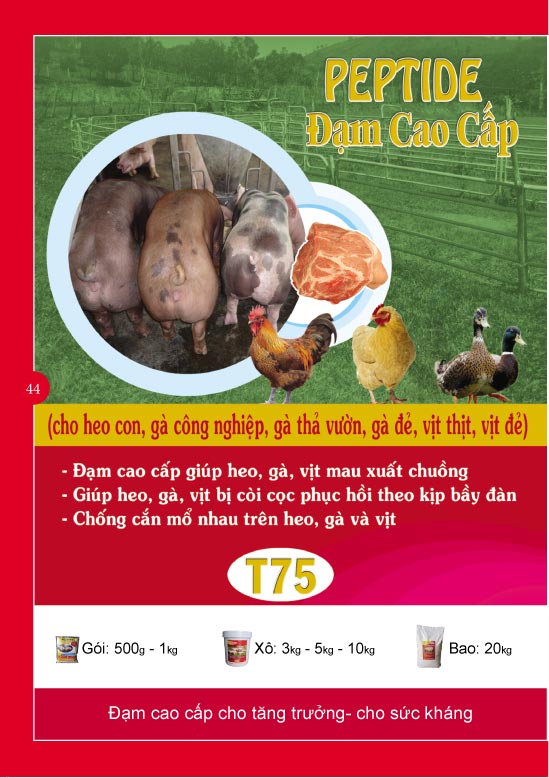 PEPTIDE
Đạm Cao Cấp
44
(cho heo con, gà công nghiệp, gà thả vườn, gà đẻ, vịt thịt, vịt đẻ)
- Đạm cao cấp giúp heo, gà, vịt mau xuất chuồng
- Giúp heo, gà, vịt bị còi cọc phục hồi theo kịp bầy đàn
- Chống cắn mổ nhau trên heo, gà và vịt
T75
Gói: 500g - 1kg
Xô: 3kg - 5kg - 10kg
Bao: 20kg
Đạm cao cấp cho tăng trưởng- cho sức kháng